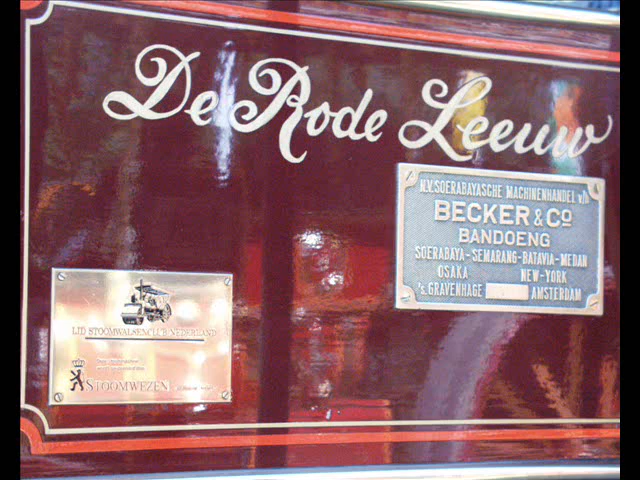 De Rode Leeuw
N.V. SOERABAYASCHE MACHINENHANDEL v/h
BECKER & Co
BANDOENG
SOERABAYA-SEMARANG-BATAVIA-MEDAN
OSAKA NEW-YORK
's. GRAVENHAGE AMSTERDAM
LID STOOMWALSENCLUB NEDERLAND
STOOMWEZEN